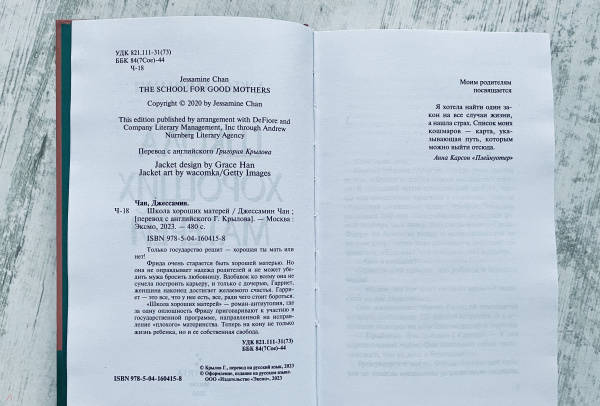 УДК 821.111-31(73)
ББК 84(7Сое)-44
Ч-18
Jessamine Chan
THE SCHOOL FOR GOOD MOTHERS
Copyright © 2020 by Jessamine Chan
This edition published by arrangement with DeFiore and
Company Literary Management, Inc through Andrew
Nurnberg Literary Agency
Перевод с английского Григория Крылова
Jacket design by Grace Han
Jacket art by wacomka/Getty Images
Чан, Джессамин.
Ч-18 Школа хороших матерей / Джессамин Чан ;
[перевод с английского Г. Крылова]. — Москва :
Эксмо, 2023. — 480 с.
ISBN 978-5-04-160415-8
Только государство решит — хорошая ты мать или
нет!
Фрида очень старается быть хорошей матерью. Но
она не оправдывает надежд родителей и не может убе-
дить мужа бросить любовницу. Вдобавок ко всему она не
сумела построить карьеру, и только с дочерью, Гарриет,
женщина наконец достигает желаемого счастья. Гарри-
ет — это все, что у нее есть, все, ради чего стоит бороться.
«Школа хороших матерей» — роман-антиутопия, где
за одну оплошность Фриду приговаривают к участию в
государственной программе, направленной на исправ-
ление «плохого» материнства. Теперь на кону не только
жизнь ребенка, но и ее собственная свобода.
УДК 821.111-31(73)
ББК 84(7Сое)-44
© Крылов Г., перевод на русский язык, 2023
© Оформление, издание на русском языке.
ISBN 978-5-04-160415-8 ООО «Издательство «Эксмо», 2023
Моим родителям
посвящается
Я хотела найти один за-
кон на все случаи жизни,
а нашла страх. Список моих
кошмаров — карта, ука-
зывающая путь, которым
можно выйти отсюда.
Анна Карсон «Плейнуотер»